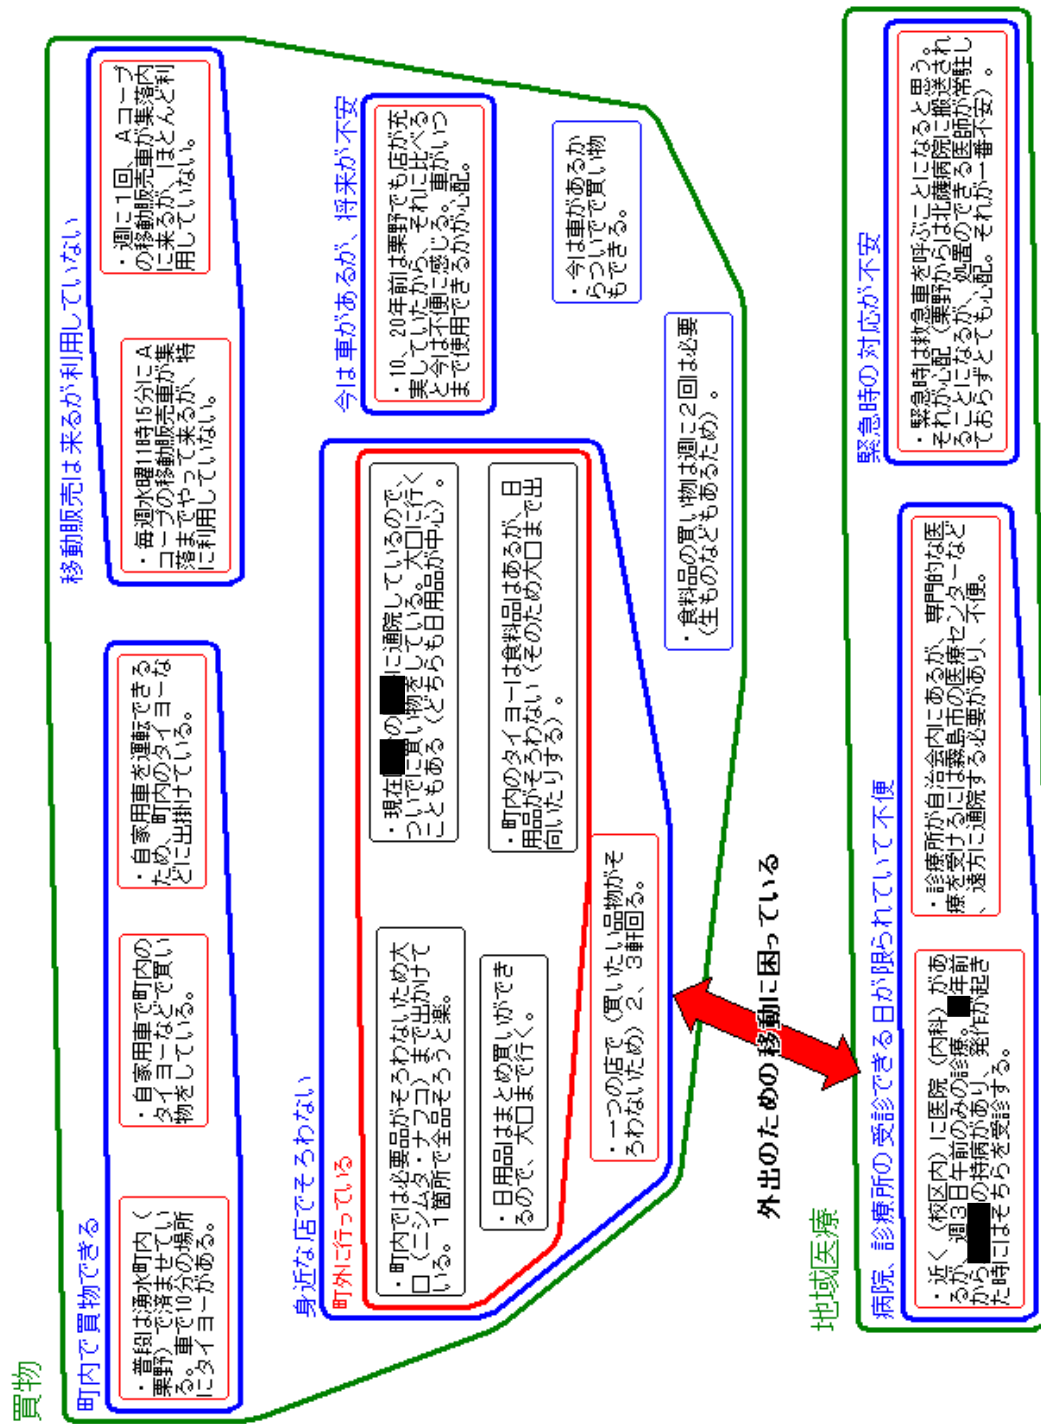 買物
町内で買物できる
・普段は湧水町内（
栗野）で済ませてい
る。車で10分の場所
にタイヨーがある。
・自家用車で町内の
タイヨーなどで買い
物をしている。
・自家用車を運転できる
ため、町内のタイヨーな
どに出掛けている。
移動販売は来るが利用していない
・毎週水曜11時15分にA
コープの移動販売車が集
落までやって来るが、特
に利用していない。
・週に1回、Aコープ
の移動販売車が集落内
に来るが、ほとんど利
用していない。
身近な店でそろわない
町外に行っている
・町内では必要品がそろわないため大
口（ニシムタ・ナフコ）まで出かけて
いる。1箇所で全品そろうと楽。
・現在
の
に通院しているので、
ついでに買い物をしている。大口に行く
こともある（どちらも日用品が中心）。
・日用品はまとめ買いができ
るので、大口まで行く。
・町内のタイヨーは食料品はあるが、日
用品がそろわない（そのため大口まで出
向いたりする）。
・一つの店で（買いたい品物がそ
ろわないため）2、3軒回る。
今は車があるが、将来が不安
・10、20年前は栗野でも店が充
実していたから、それに比べる
と今は不便に感じる。車がいつ
まで使用できるかが心配。
・食料品の買い物は週に2回は必要
（生ものなどもあるため）。
・今は車があるか
らついでで買い物
もできる。
外出のための移動に困っている
地域医療
病院、診療所の受診できる日が限られていて不便
・近く（校区内）に医院（内科）があ
るが、週3日午前のみの診療。
年前
から
の持病があり、
発作が起き
た時にはそちらを受診する。
・診療所が自治会内にあるが、専門的な医
療を受けるには霧島市の医療センターなど
、遠方に通院する必要があり、不便。
緊急時の対応が不安
・緊急時は救急車を呼ぶことになると思う。
それが心配（栗野からは北薩病院に搬送され
ることになるが、処置のできる医師が常駐し
ておらずとても心配。それが一番不安）。